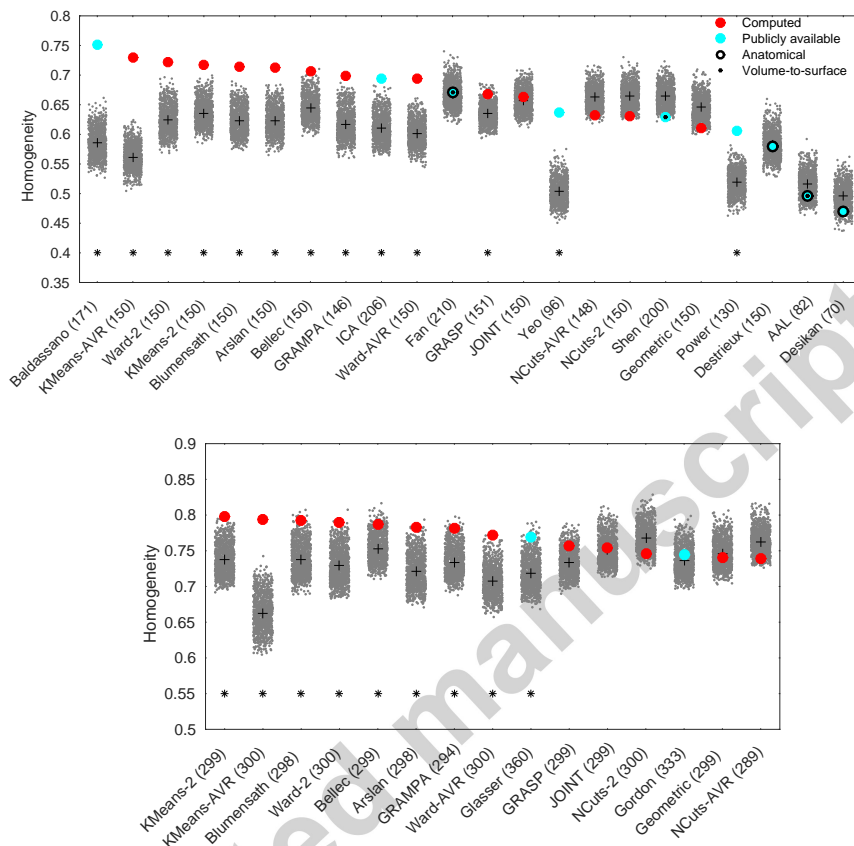 0.8
0.75
0.7
0.65
0.6
0.55
0.5
0.45
0.4
0.35
Homogeneity
Computed
Publicly available
Anatomical
Volume-to-surface
Baldassano (171)
KMeans-AVR (150)
Ward-2 (150)
KMeans-2 (150)
Blumensath (150)
Arslan (150)
Bellec (150)
GRAMPA (146)
ICA (206)
Ward-AVR (150)
Fan (210)
GRASP (151)
JOINT (150)
Yeo (96)
NCuts-AVR (148)
NCuts-2 (150)
Shen (200)
Geometric (150)
Power (130)
Destrieux (150)
AAL (82)
Desikan (70)
0.9
0.85
0.8
0.75
0.7
0.65
0.6
0.55
0.5
Homogeneity
KMeans-2 (299)
KMeans-AVR (300)
Blumensath (298)
Ward-2 (300)
Bellec (299)
Arslan (298)
GRAMPA (294)
Ward-AVR (300)
Glasser (360)
GRASP (299)
JOINT (299)
NCuts-2 (300)
Gordon (333)
Geometric (299)
NCuts-AVR (289)
ted manuscript